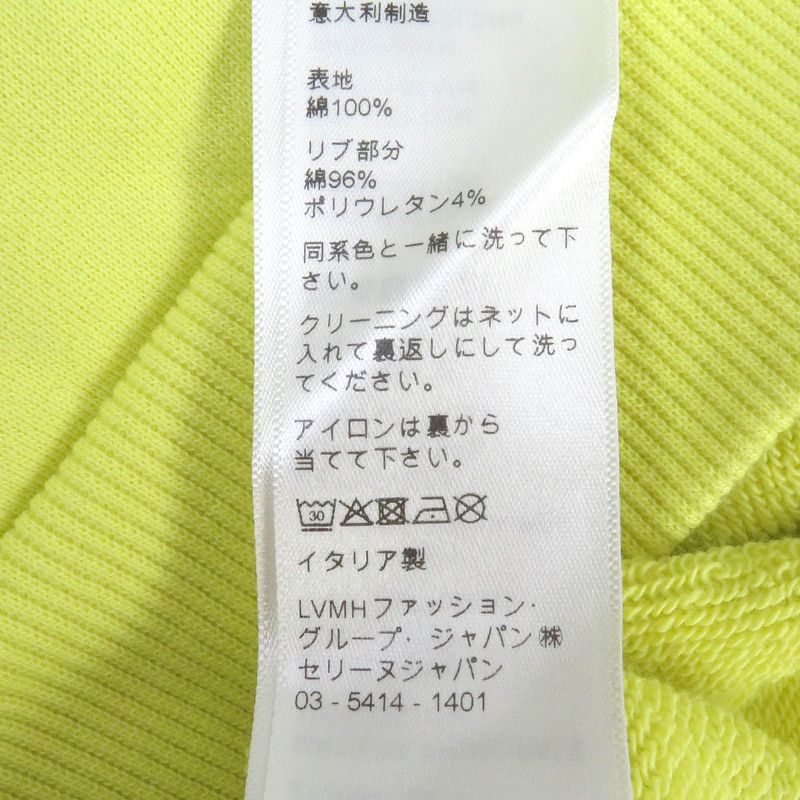 意大利制造
表地
綿100%
リブ部分
綿96%
ポリウレタン4%
同系色と一緒に洗って下
さい。
クリーニングはネットに
入れて裏返しにして洗っ
てください。
アイロンは裏から
当てて下さい。
30
イタリア製
LVMHファッション・
グループ・ジャパン㈱
セリーヌジャパン
03 - 5414 - 1401